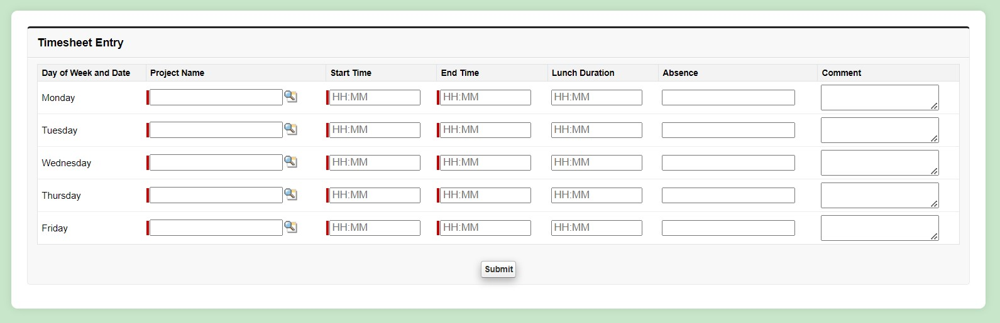 Timesheet Entry
Day of Week and Date Project Name Start Time End Time Lunch Duration Absence Comment
Monday HH:MM HH:MM HH:MM
Tuesday HH:MM HH:MM HH:MM
Wednesday HH:MM HH:MM HH:MM
Thursday HH:MM HH:MM HH:MM
Friday HH:MM HH:MM HH:MM
Submit